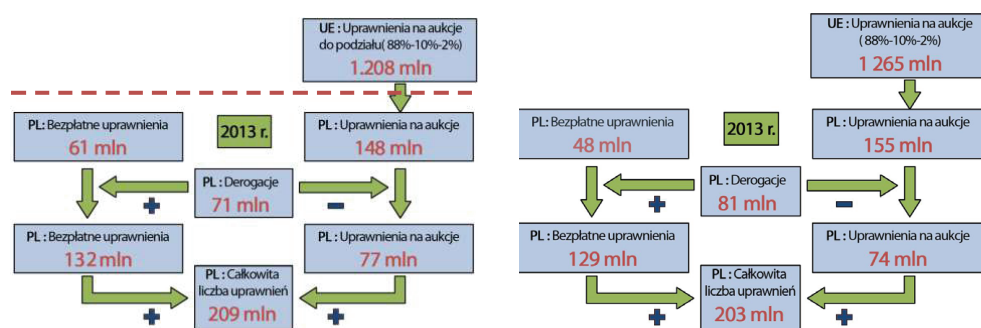 UE : Uprawnienia na aukcje
do podziału( 88%-10%-2%)
1.208 mln
PL: Bezpłatne uprawnienia
61 mln
2013 r.
PL : Uprawnienia na aukcje
148 mln
PL : Derogacje
71 mln
+
−
PL : Bezpłatne uprawnienia
132 mln
PL : Uprawnienia na aukcje
77 mln
PL : Całkowita
liczba uprawnień
209 mln
+
+
UE : Uprawnienia na aukcje
( 88%-10%-2%)
1 265 mln
PL: Bezpłatne uprawnienia
48 mln
2013 r.
PL : Uprawnienia na aukcje
155 mln
PL : Derogacje
81 mln
+
−
PL : Bezpłatne uprawnienia
129 mln
PL : Uprawnienia na aukcje
74 mln
PL : Całkowita
liczba uprawnień
203 mln
+
+